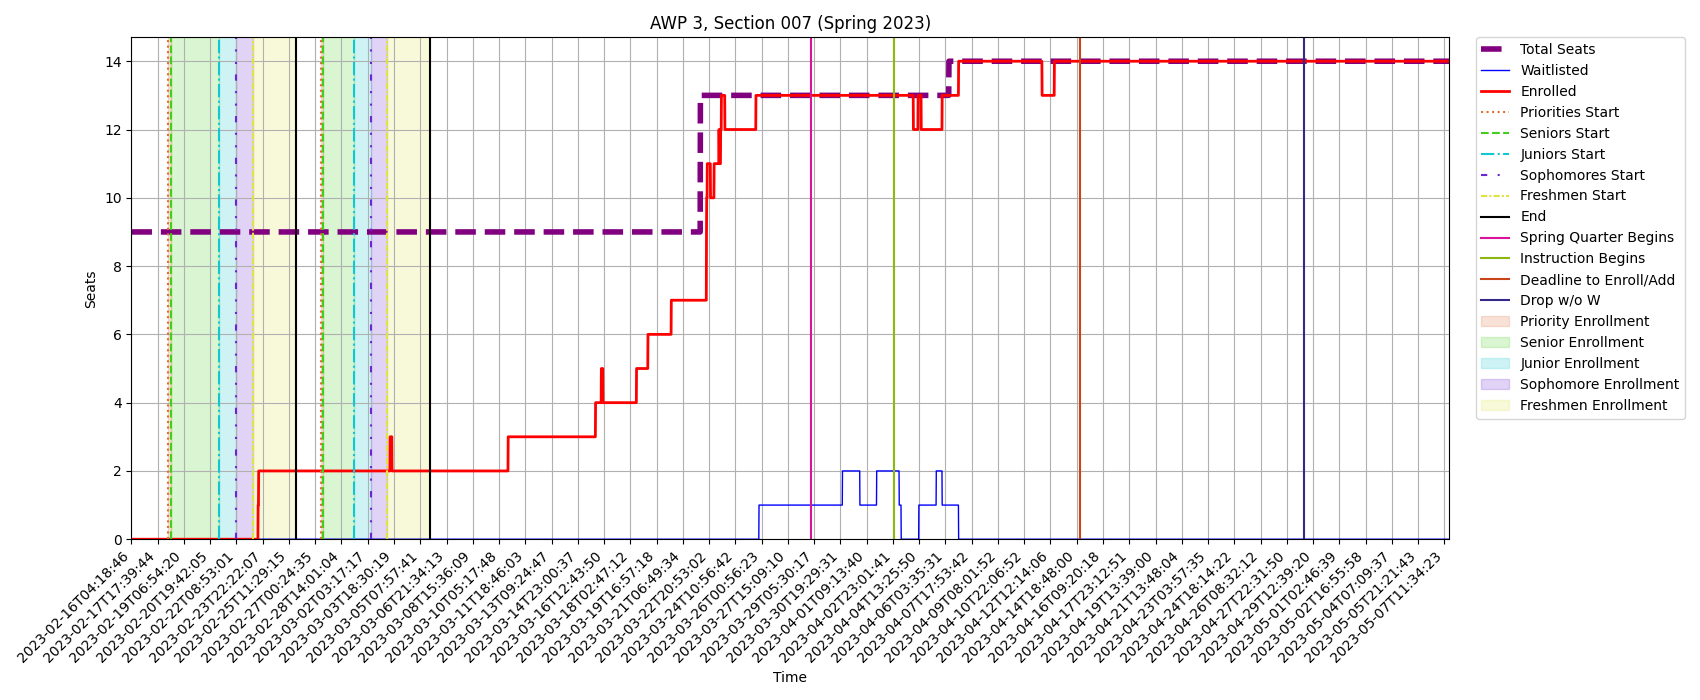 AWP 3, Section 007 (Spring 2023)
Seats
14
12
10
8
6
4
2
0
2023-02-16T04:18:46
2023-02-17T17:39:44
2023-02-19T06:54:20
2023-02-20T19:42:05
2023-02-22T08:53:01
2023-02-23T22:22:07
2023-02-25T11:29:15
2023-02-27T00:24:35
2023-02-28T14:01:04
2023-03-02T03:17:17
2023-03-03T18:30:19
2023-03-05T07:57:41
2023-03-06T21:34:13
2023-03-08T15:36:09
2023-03-10T05:17:48
2023-03-11T18:46:03
2023-03-13T09:24:47
2023-03-14T23:00:37
2023-03-16T12:43:50
2023-03-18T02:47:12
2023-03-19T16:57:18
2023-03-21T06:49:34
2023-03-22T20:53:02
2023-03-24T10:56:42
2023-03-26T00:56:23
2023-03-27T15:09:10
2023-03-29T05:30:17
2023-03-30T19:29:31
2023-04-01T09:13:40
2023-04-02T23:01:41
2023-04-04T13:25:50
2023-04-06T03:35:31
2023-04-07T17:53:42
2023-04-09T08:01:52
2023-04-10T22:06:52
2023-04-12T12:14:06
2023-04-14T18:48:00
2023-04-16T09:20:18
2023-04-17T23:12:51
2023-04-19T13:39:00
2023-04-21T13:48:04
2023-04-23T03:57:35
2023-04-24T18:14:22
2023-04-26T08:32:12
2023-04-27T22:31:50
2023-04-29T12:39:20
2023-05-01T02:46:39
2023-05-02T16:55:58
2023-05-04T07:09:37
2023-05-05T21:21:43
2023-05-07T11:34:23
Time
Total Seats
Waitlisted
Enrolled
Priorities Start
Seniors Start
Juniors Start
Sophomores Start
Freshmen Start
End
Spring Quarter Begins
Instruction Begins
Deadline to Enroll/Add
Drop w/o W
Priority Enrollment
Senior Enrollment
Junior Enrollment
Sophomore Enrollment
Freshmen Enrollment